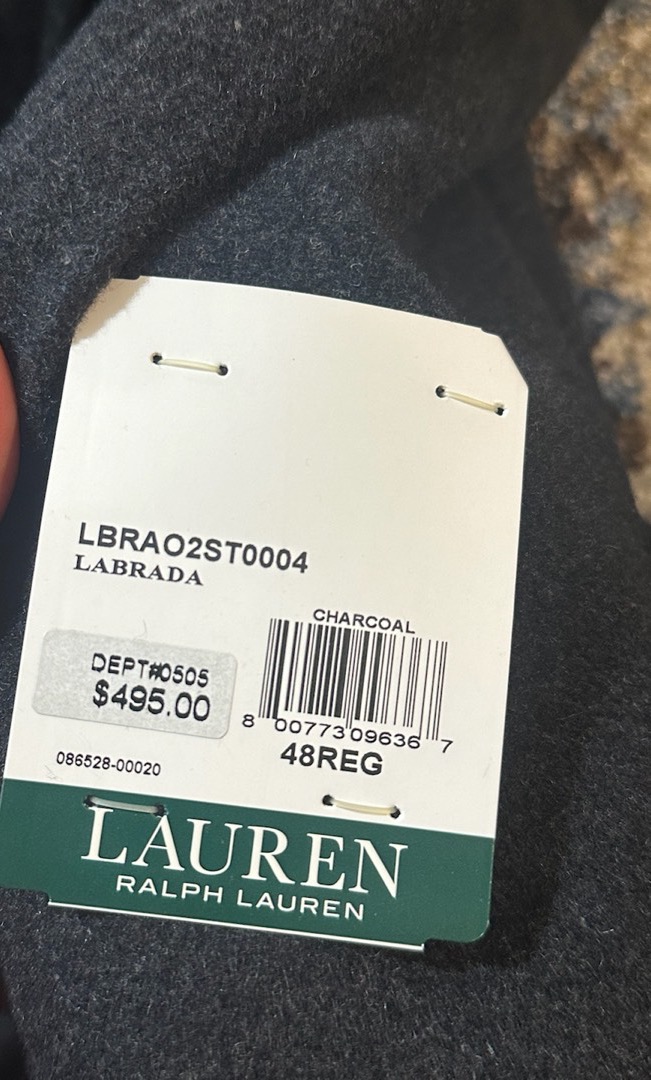 LBRAO2ST0004
LABRADA
CHARCOAL
DEPT#0505
$495.00
8 00773 09636 7
48REG
086528-00020
LAUREN
RALPH LAUREN